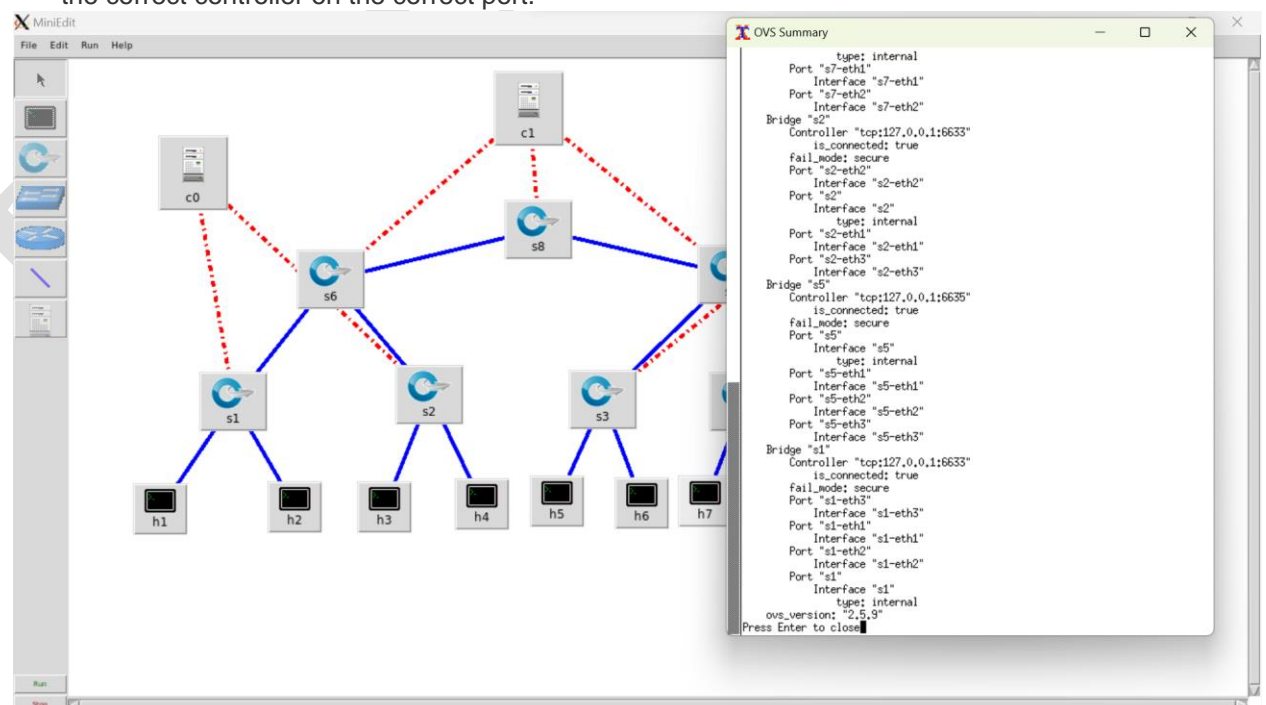 the correct controller on the correct port.
MiniEdit
File Edit Run Help
c0
c1
s8
s6
s1
s2
s3
h1
h2
h3
h4
h5
h6
h7
Run
Stop
OVS Summary
type: internal
Port "s7-eth1"
Interface "s7-eth1"
Port "s7-eth2"
Interface "s7-eth2"
Bridge "s2"
Controller "tcp:127.0.0.1:6633"
is_connected: true
fail_mode: secure
Port "s2-eth2"
Interface "s2-eth2"
Port "s2"
Interface "s2"
type: internal
Port "s2-eth1"
Interface "s2-eth1"
Port "s2-eth3"
Interface "s2-eth3"
Bridge "s5"
Controller "tcp:127.0.0.1:6635"
is_connected: true
fail_mode: secure
Port "s5"
Interface "s5"
type: internal
Port "s5-eth1"
Interface "s5-eth1"
Port "s5-eth2"
Interface "s5-eth2"
Port "s5-eth3"
Interface "s5-eth3"
Bridge "s1"
Controller "tcp:127.0.0.1:6633"
is_connected: true
fail_mode: secure
Port "s1-eth3"
Interface "s1-eth3"
Port "s1-eth1"
Interface "s1-eth1"
Port "s1-eth2"
Interface "s1-eth2"
Port "s1"
Interface "s1"
type: internal
ovs_version: "2.5.9"
Press Enter to close